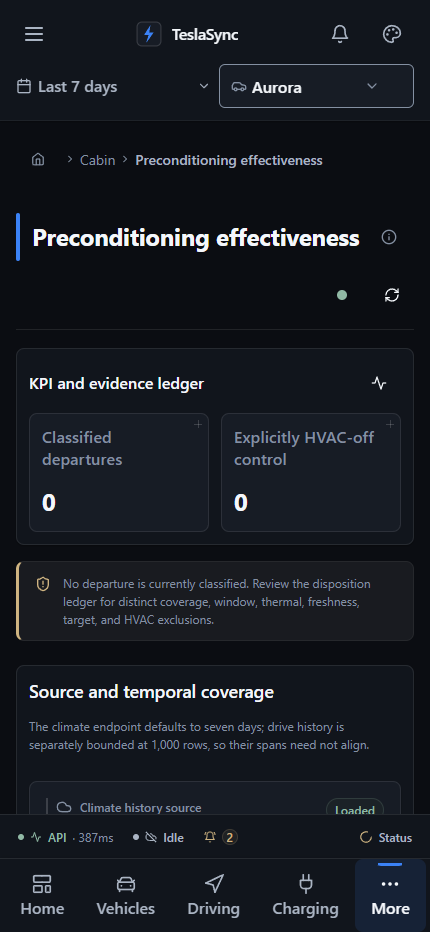 TeslaSync
Last 7 days
Aurora
Cabin
Preconditioning effectiveness
Preconditioning effectiveness
KPI and evidence ledger
Classified
departures
0
Explicitly HVAC-off
control
0
No departure is currently classified. Review the disposition
ledger for distinct coverage, window, thermal, freshness,
target, and HVAC exclusions.
Source and temporal coverage
The climate endpoint defaults to seven days; drive history is
separately bounded at 1,000 rows, so their spans need not align.
Climate history source
Loaded
API · 387ms
Idle
2
Status
Home
Vehicles
Driving
Charging
More